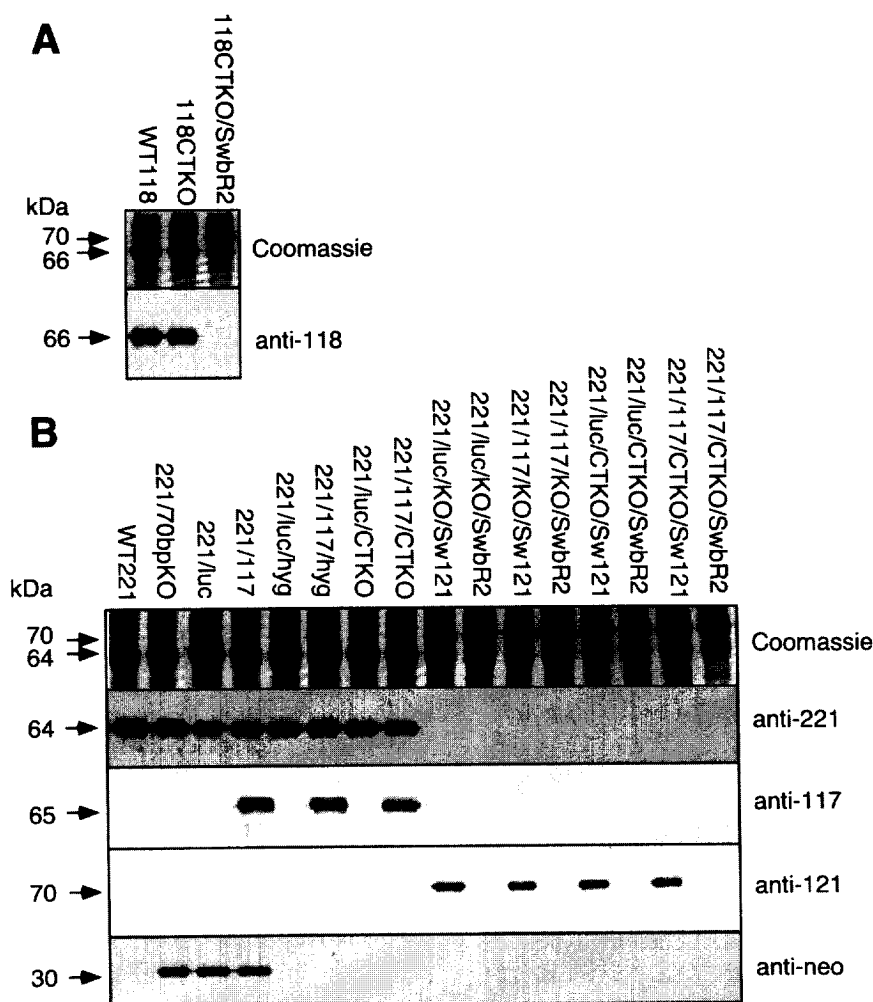 A
WT118
118CTKO
118CTKO/SwbR2
kDa
70
66
Coomassie
66
anti-118
B
WT221
221/70bpKO
221/luc
221/117
221/luc/hyg
221/117/hyg
221/luc/CTKO
221/117/CTKO
221/luc/KO/Sw121
221/luc/KO/SwbR2
221/117/KO/Sw121
221/117/KO/SwbR2
221/luc/CTKO/Sw121
221/luc/CTKO/SwbR2
221/117/CTKO/Sw121
221/117/CTKO/SwbR2
kDa
70
64
Coomassie
64
anti-221
65
anti-117
70
anti-121
30
anti-neo